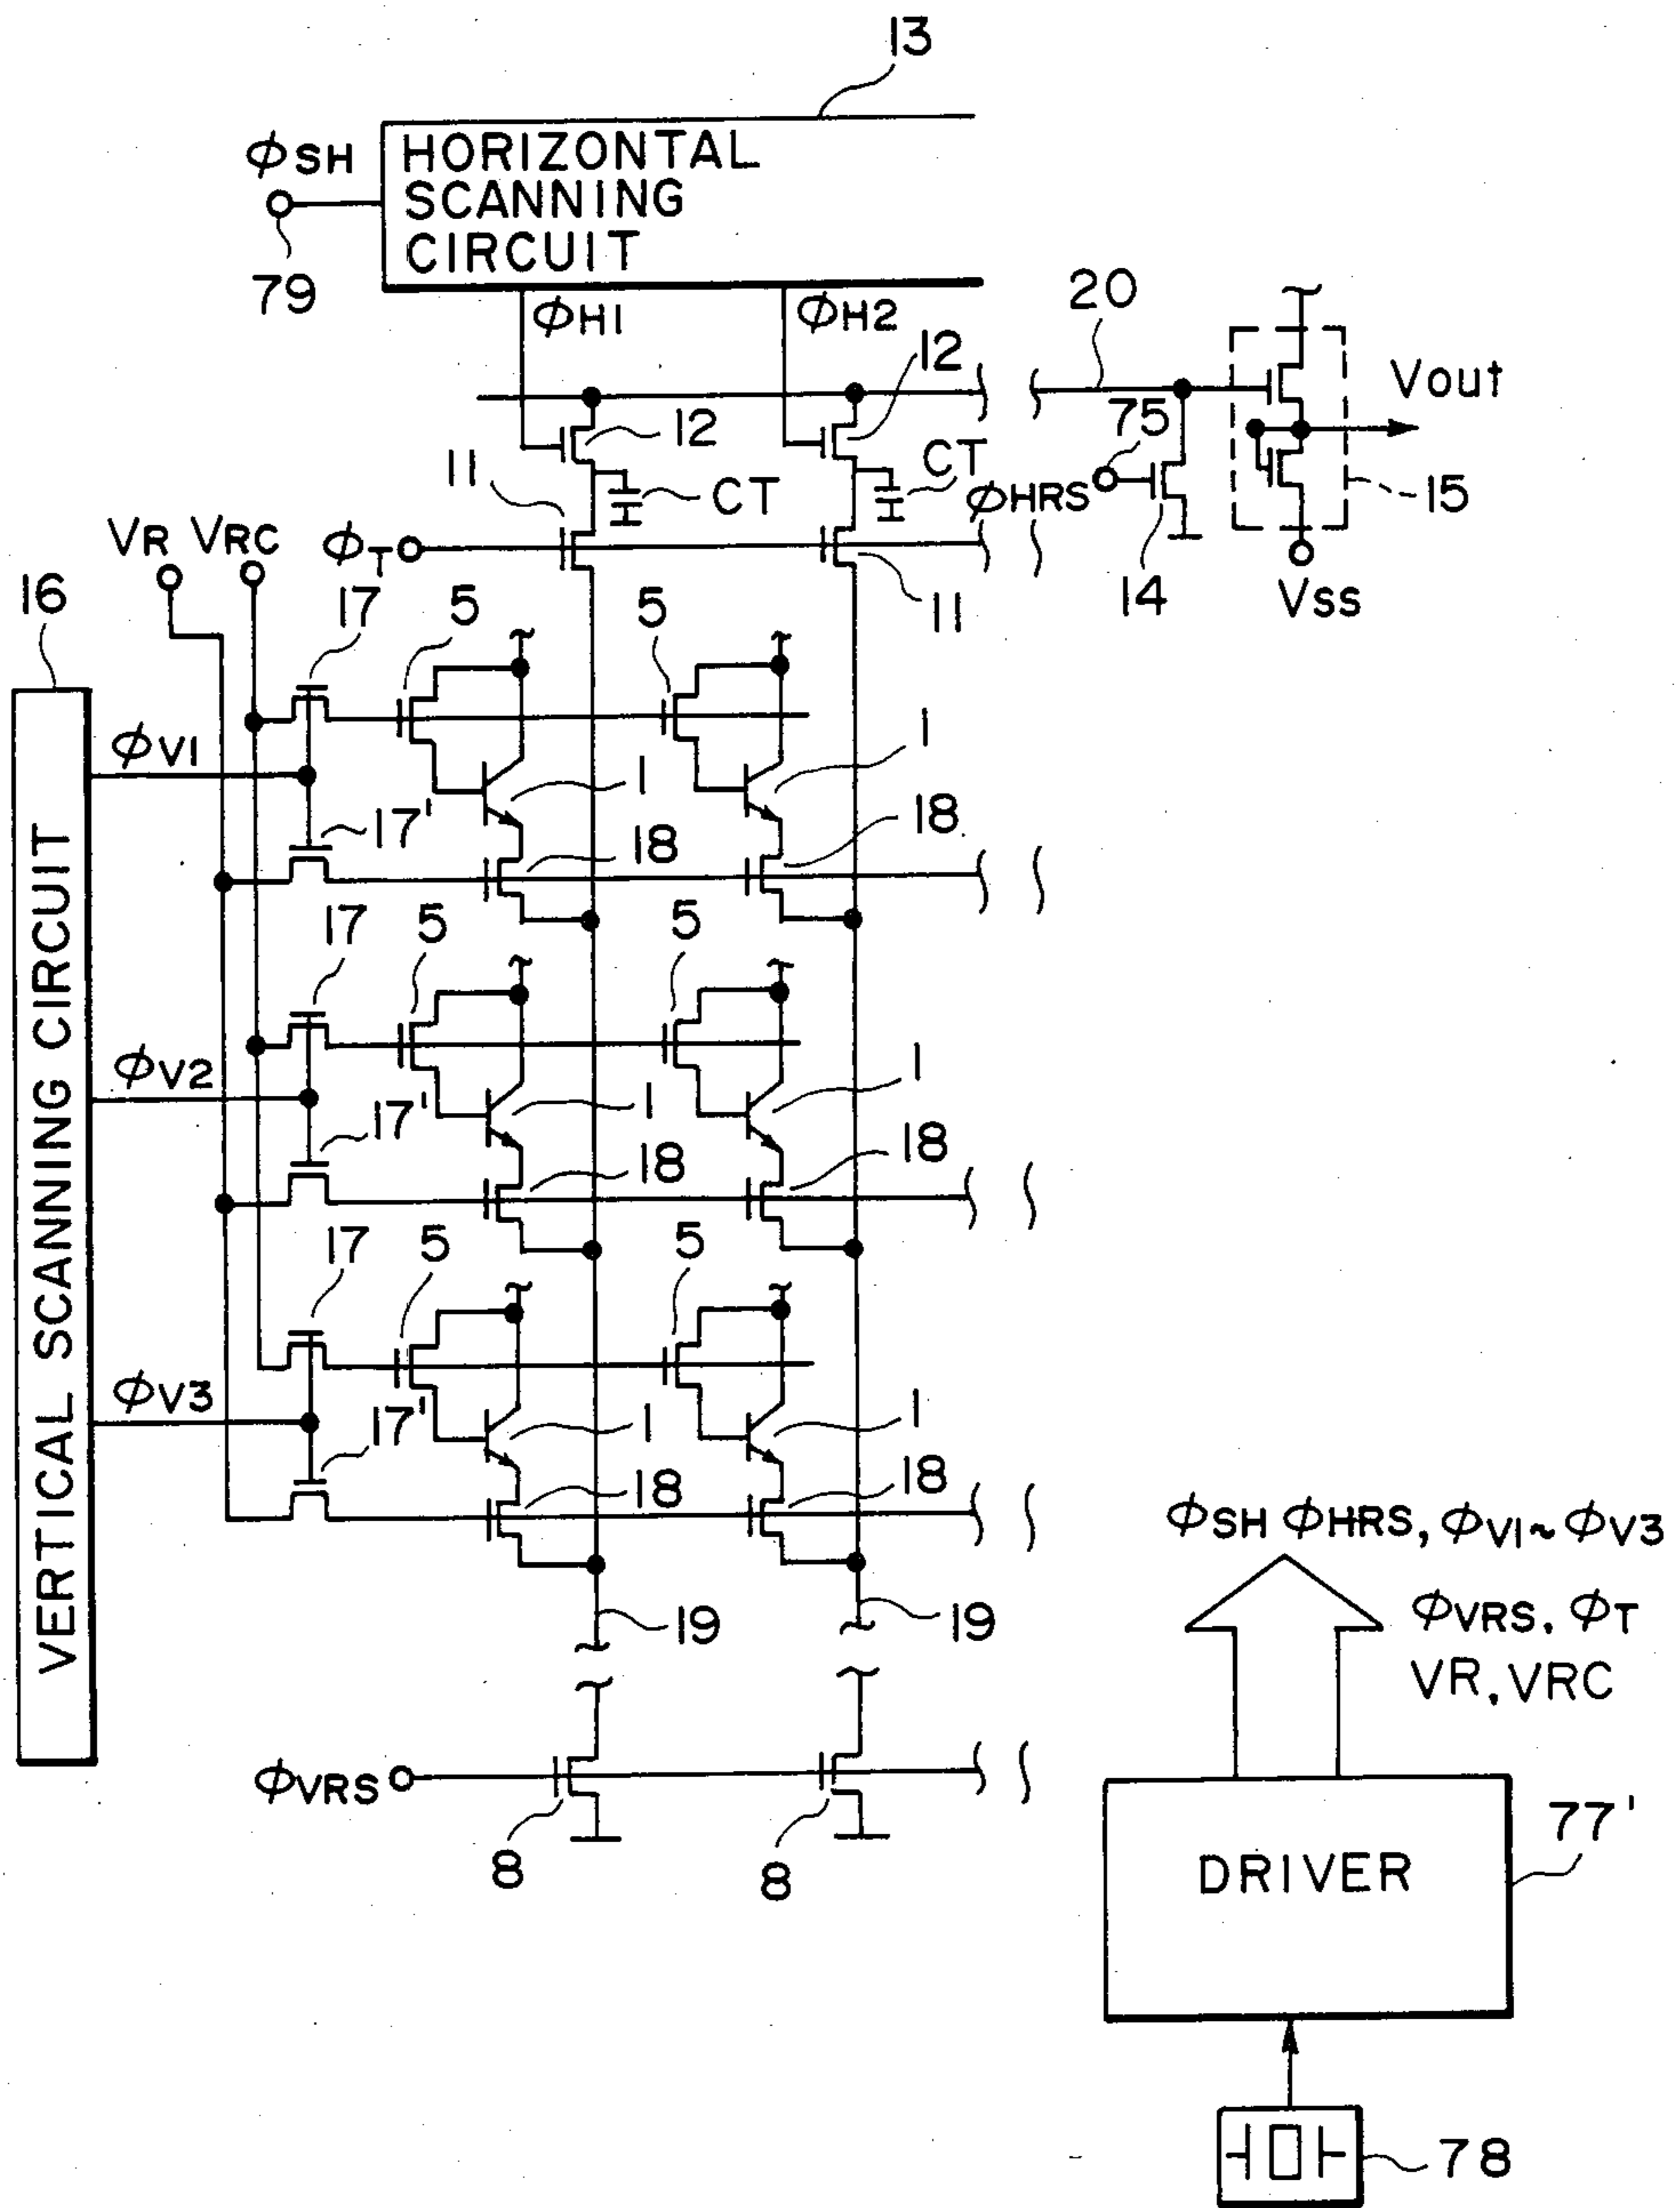 13
ϕSH
HORIZONTAL
SCANNING
CIRCUIT
79
ϕH1
ϕH2
20
12
Vout
75
12
11
CT
CT
ϕHRS
15
VR
VRC
ϕT
14
VSS
16
17
5
5
11
ϕV1
1
1
17'
18
18
VERTICAL SCANNING CIRCUIT
17
5
5
ϕV2
1
1
17'
18
18
17
5
5
ϕV3
17'
1
1
18
18
ϕSH ϕHRS, ϕV1~ ϕV3
19
19
ϕVRS. ϕT
VR, VRC
ϕVRS
8
8
77'
DRIVER
78